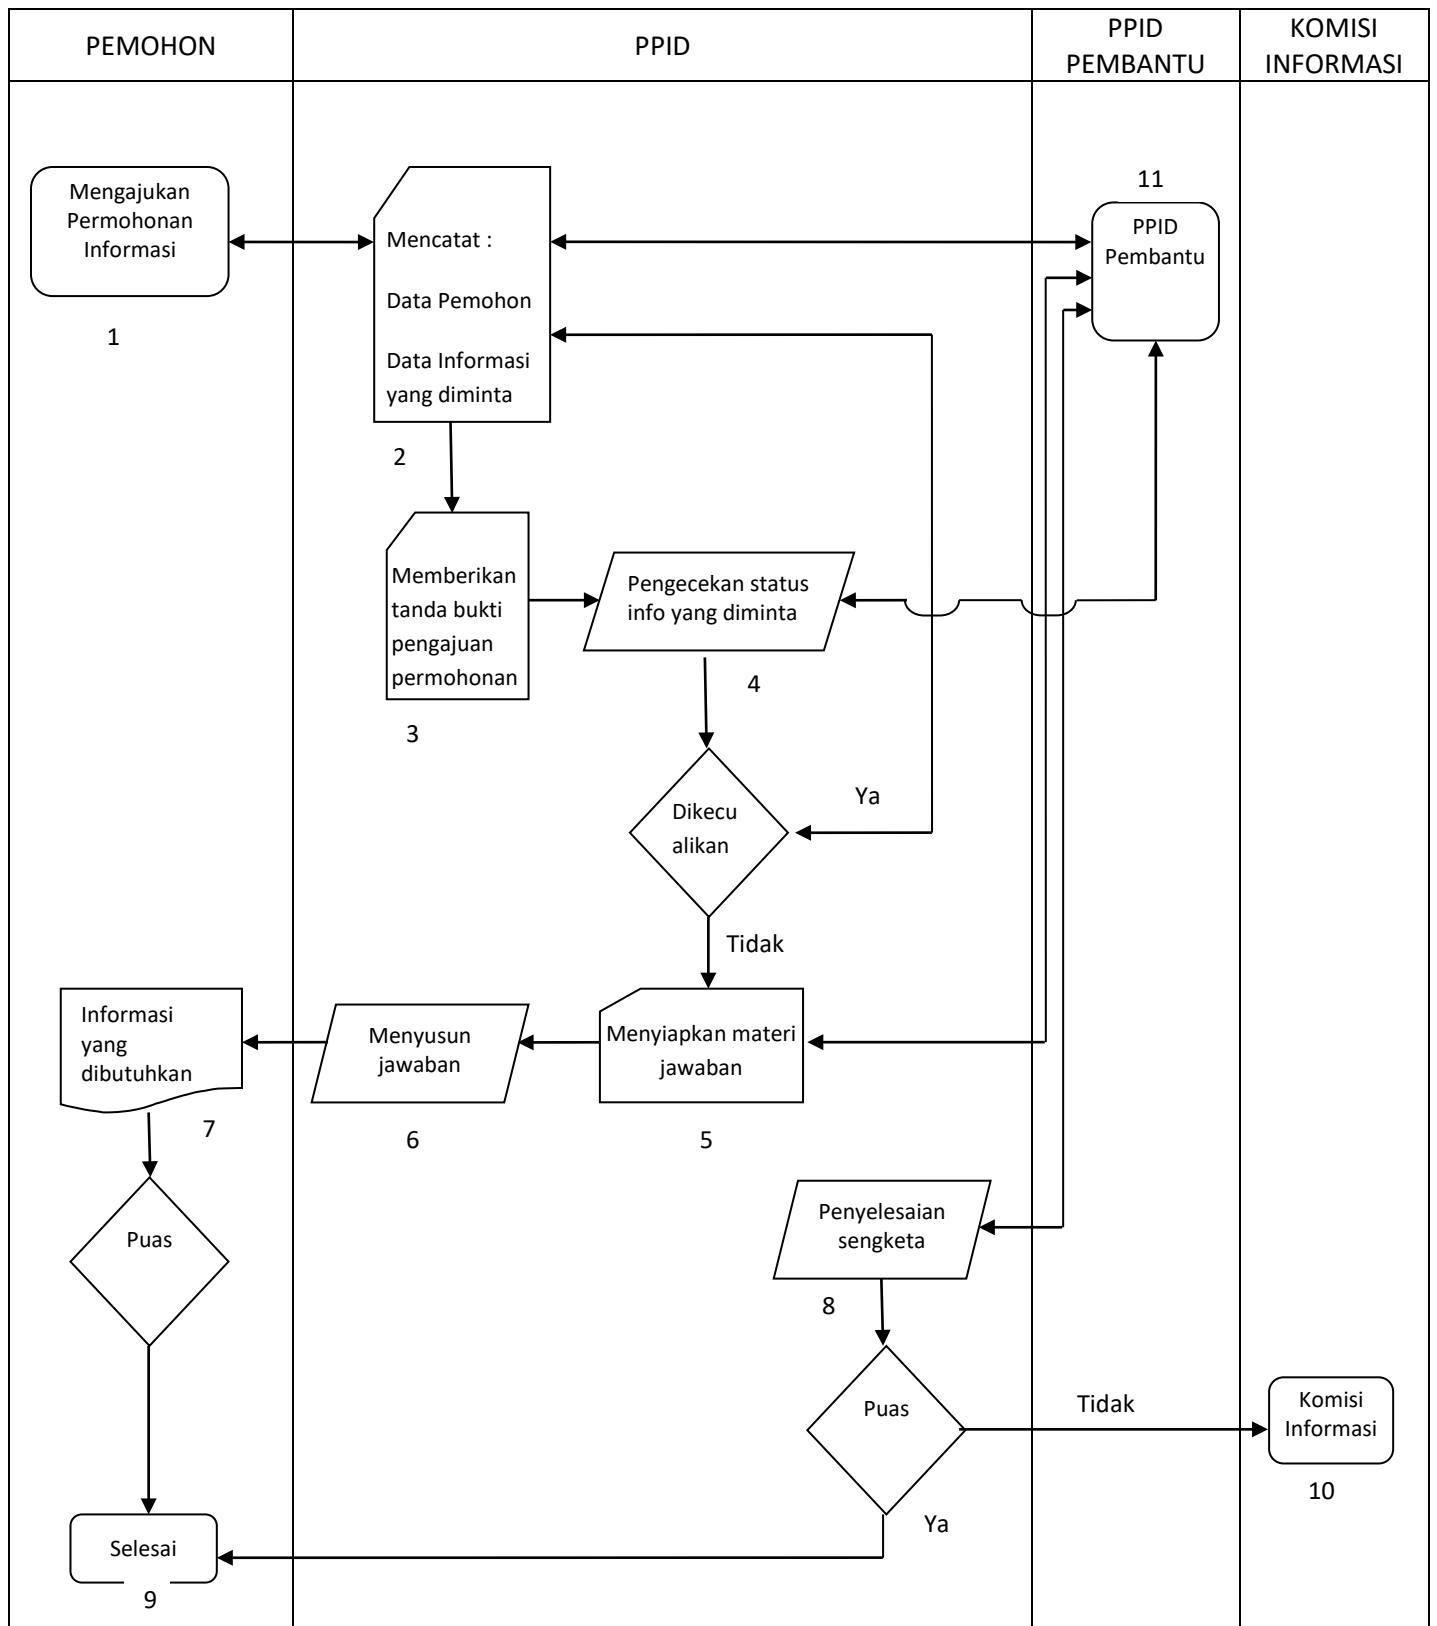 PEMOHON
PPID
PPID
PEMBANTU
KOMISI
INFORMASI
Mengajukan
Permohonan
Informasi
1
Mencatat :
Data Pemohon
Data Informasi
yang diminta
2
11
PPID
Pembantu
Memberikan
tanda bukti
pengajuan
permohonan
3
Pengecekan status
info yang diminta
4
Dikecu
alikan
Ya
Tidak
Informasi
yang
dibutuhkan
7
Menyusun
jawaban
6
Menyiapkan materi
jawaban
5
Puas
Penyelesaian
sengketa
8
Puas
Tidak
Komisi
Informasi
10
Ya
Selesai
9